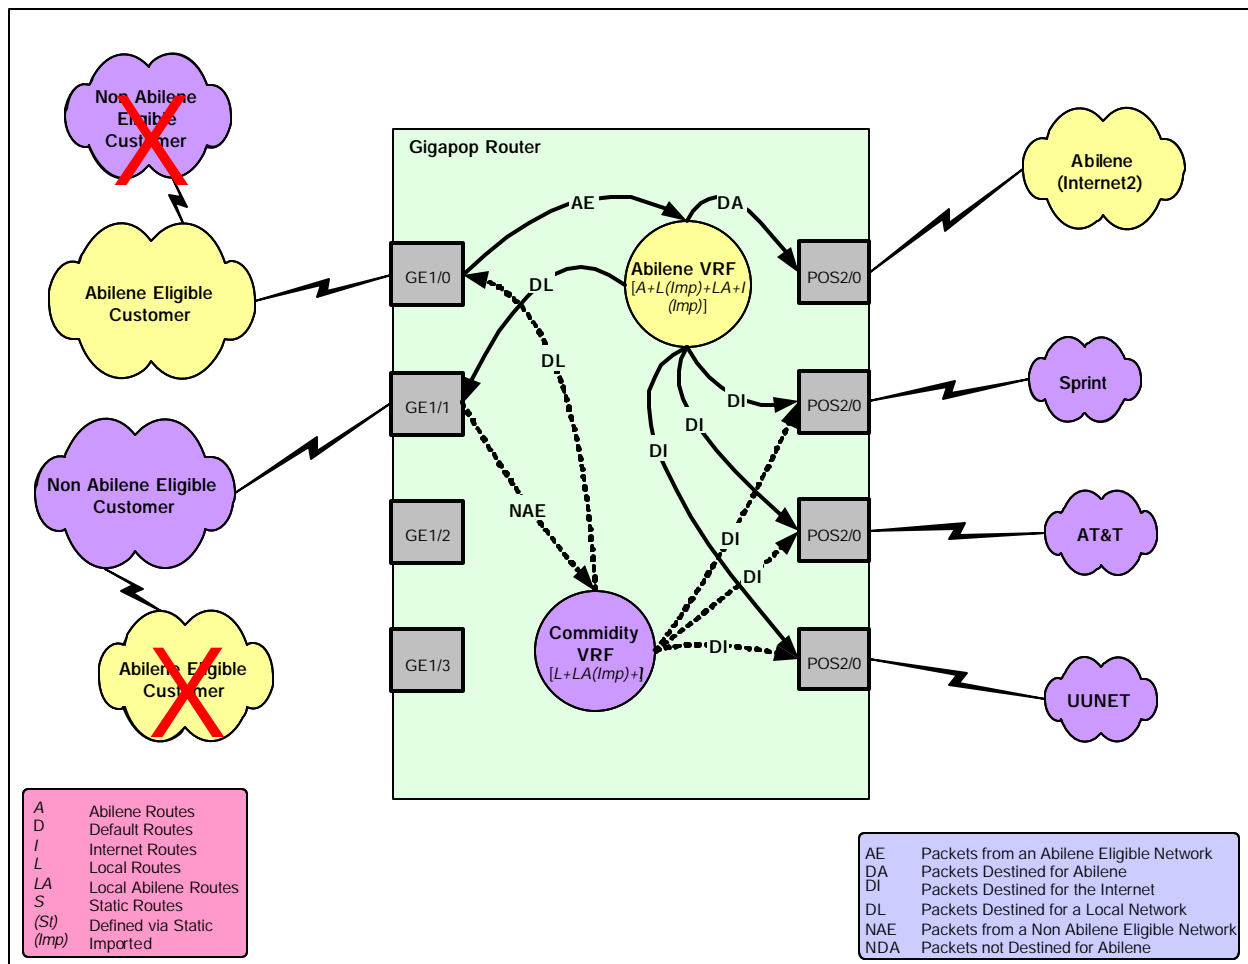 Non Abilene
Eligible
Customer
Abilene Eligible
Customer
Non Abilene Eligible
Customer
Abilene Eligible
Customer
Gigapop Router
GE1/0
GE1/1
GE1/2
GE1/3
AE
DA
DL
DL
NAE
Abilene VRF
[A+L(Imp)+LA+I
(Imp)]
DI
DI
DI
DI
DI
DI
Commidity
VRF
[L+LA(Imp)+I]
POS2/0
POS2/0
POS2/0
POS2/0
Abilene
(Internet2)
Sprint
AT&T
UUNET
A Abilene Routes
D Default Routes
I Internet Routes
L Local Routes
LA Local Abilene Routes
S Static Routes
(St) Defined via Static
(Imp) Imported
AE Packets from an Abilene Eligible Network
DA Packets Destined for Abilene
DI Packets Destined for the Internet
DL Packets Destined for a Local Network
NAE Packets from a Non Abilene Eligible Network
NDA Packets not Destined for Abilene